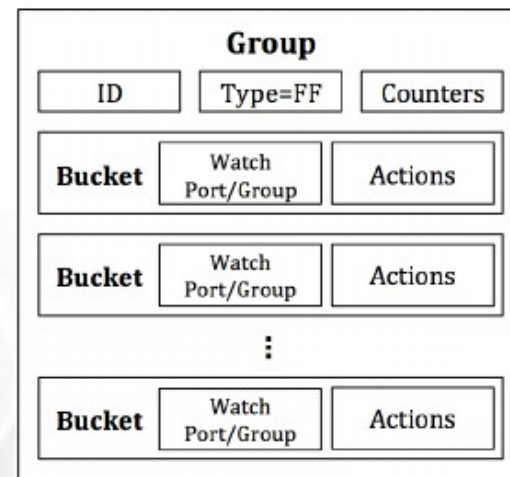 Group
ID Type=FF Counters
Bucket Watch Port/Group Actions
Bucket Watch Port/Group Actions
⋮
Bucket Watch Port/Group Actions